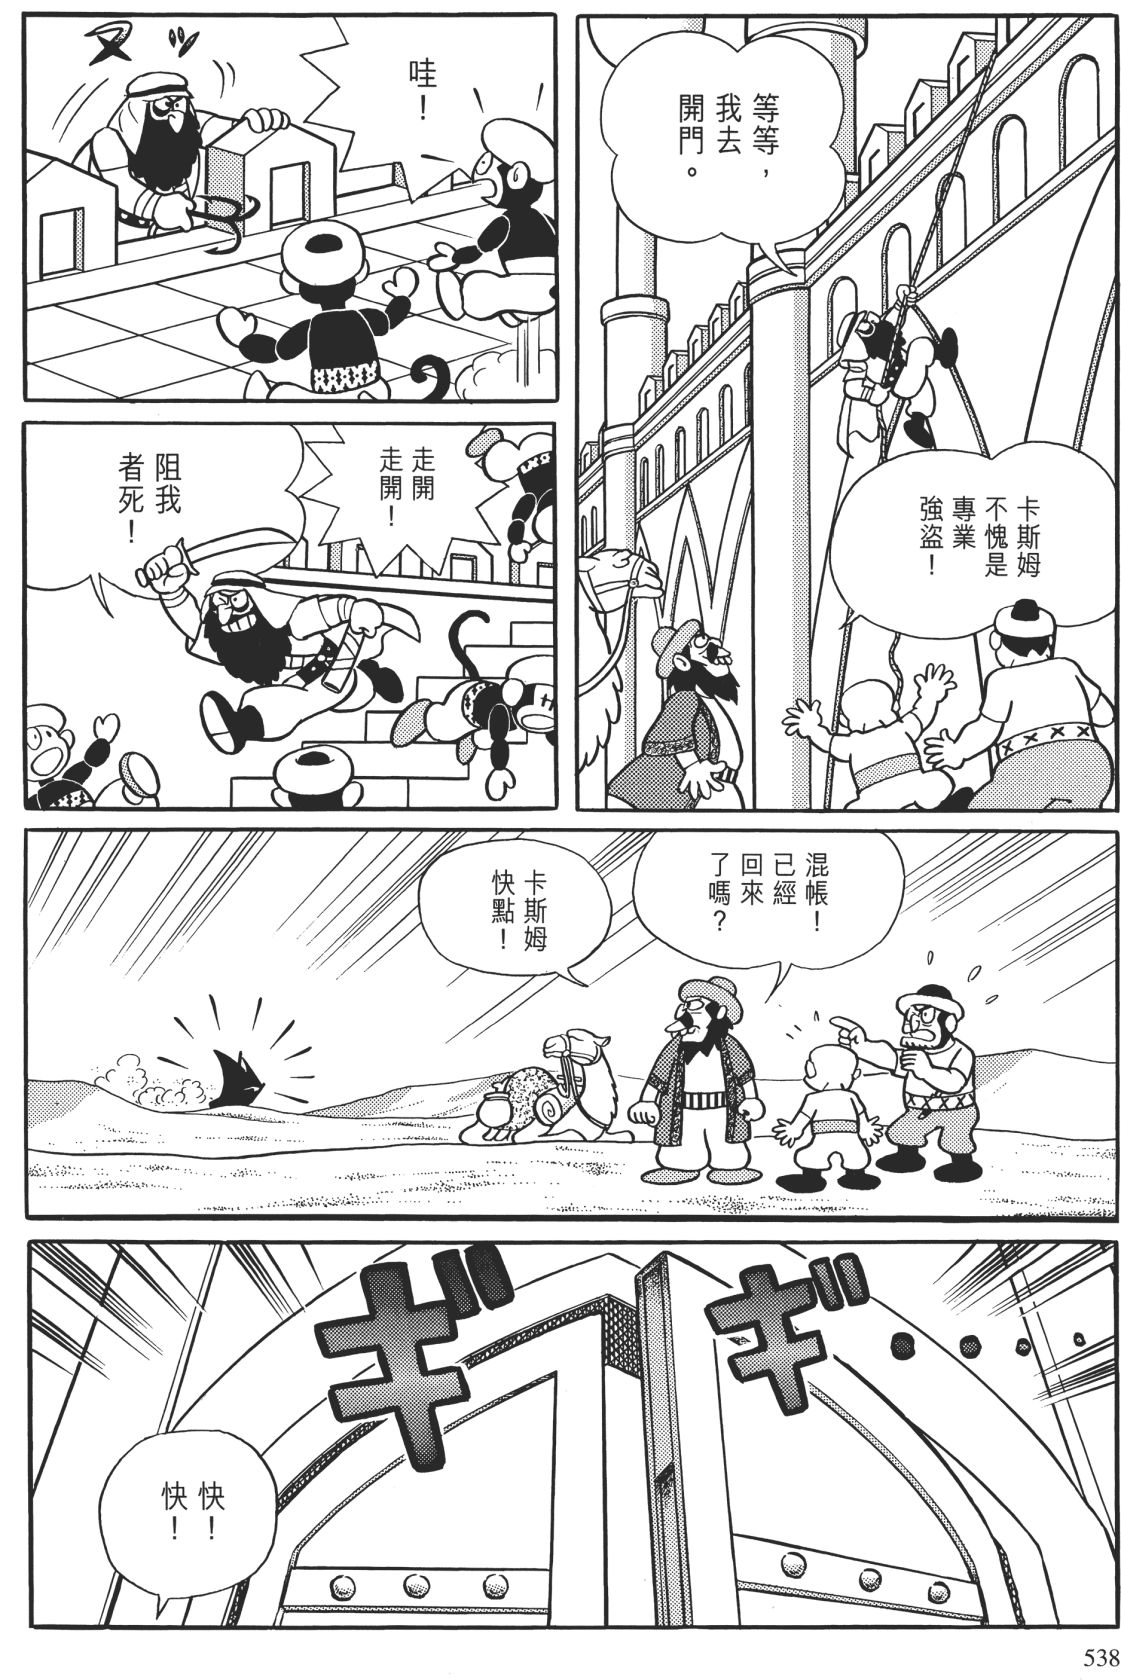 等等，
我去
開門。
卡斯姆
不愧是
專業
強盜！
哇！
走開
走開！
阻我
者死！
混帳！
已經
回來
了嗎？
卡斯姆
快點！
ギギ
快！
快！
538